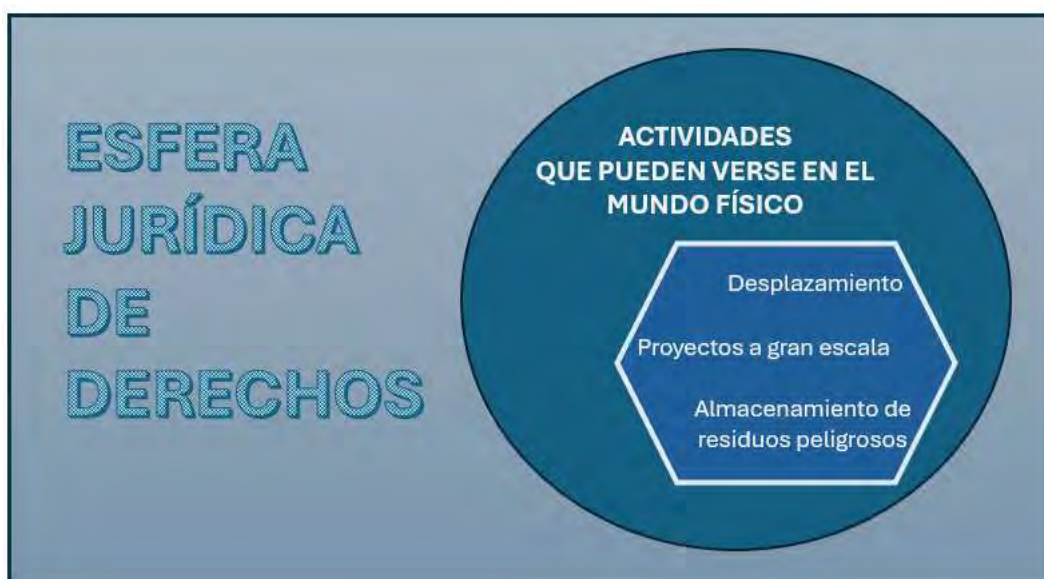 ESFERA
JURÍDICA
DE
DERECHOS
ACTIVIDADES
QUE PUEDEN VERSE EN EL
MUNDO FÍSICO
Desplazamiento
Proyectos a gran escala
Almacenamiento de
residuos peligrosos